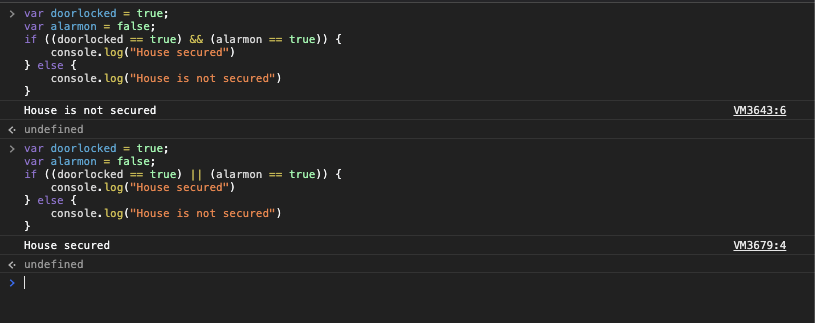 > var doorlocked = true;
var alarmon = false;
if ((doorlocked == true) && (alarmon == true)) {
    console.log("House secured")
} else {
    console.log("House is not secured")
}
House is not secured VM3643:6
undefined
> var doorlocked = true;
var alarmon = false;
if ((doorlocked == true) || (alarmon == true)) {
    console.log("House secured")
} else {
    console.log("House is not secured")
}
House secured VM3679:4
undefined
>